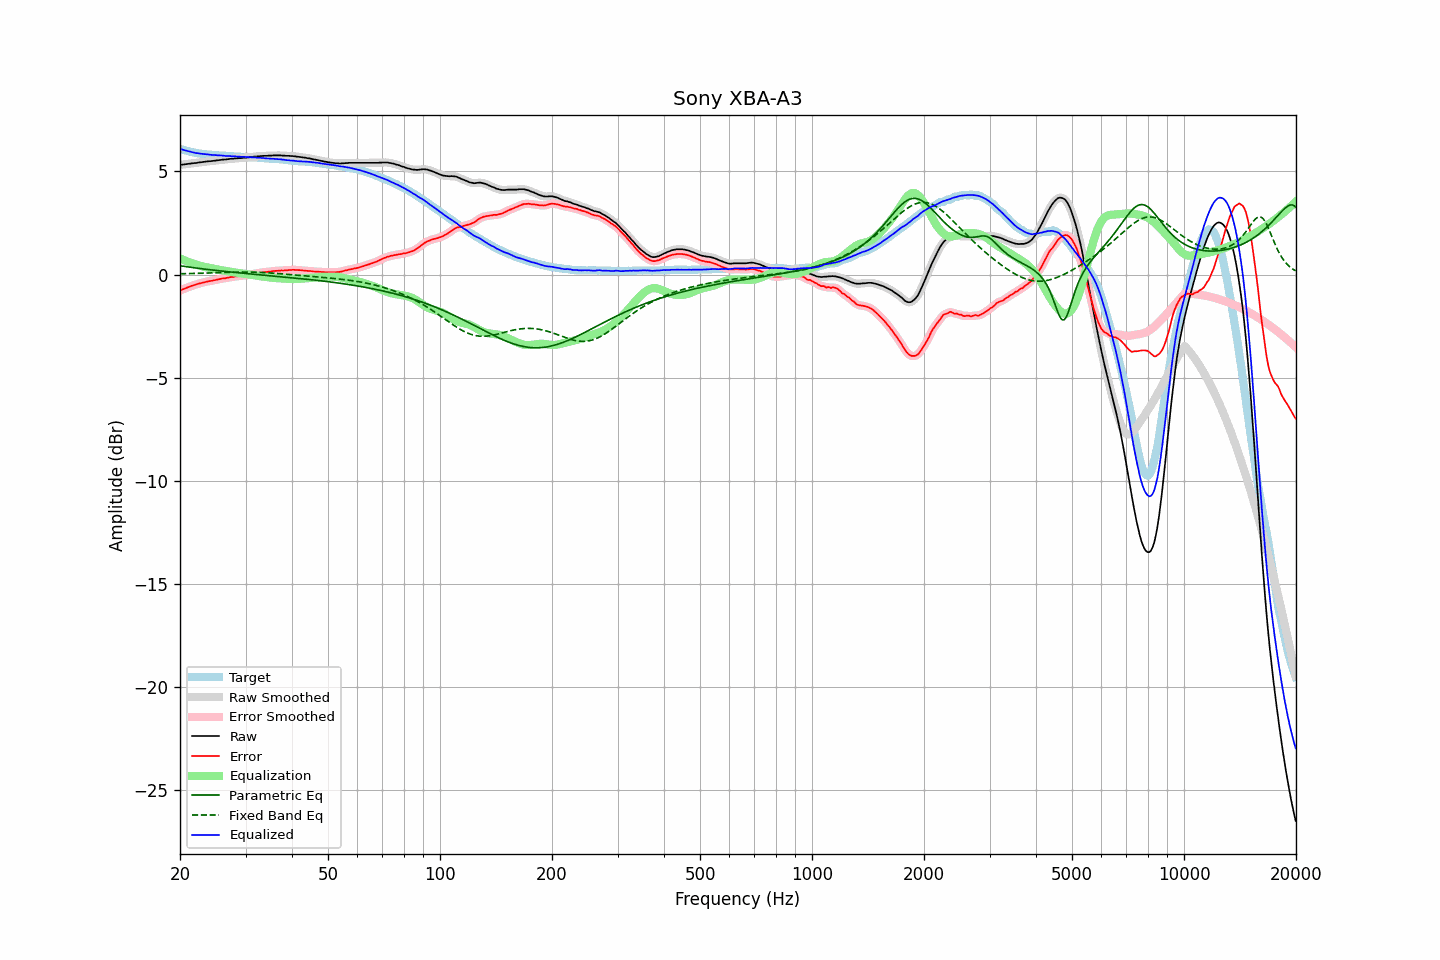 Sony XBA-A3
Amplitude (dBr)
5
0
−5
−10
−15
−20
−25
Target
Raw Smoothed
Error Smoothed
Raw
Error
Equalization
Parametric Eq
Fixed Band Eq
Equalized
20 50 100 200 500 1000 2000 5000 10000 20000
Frequency (Hz)